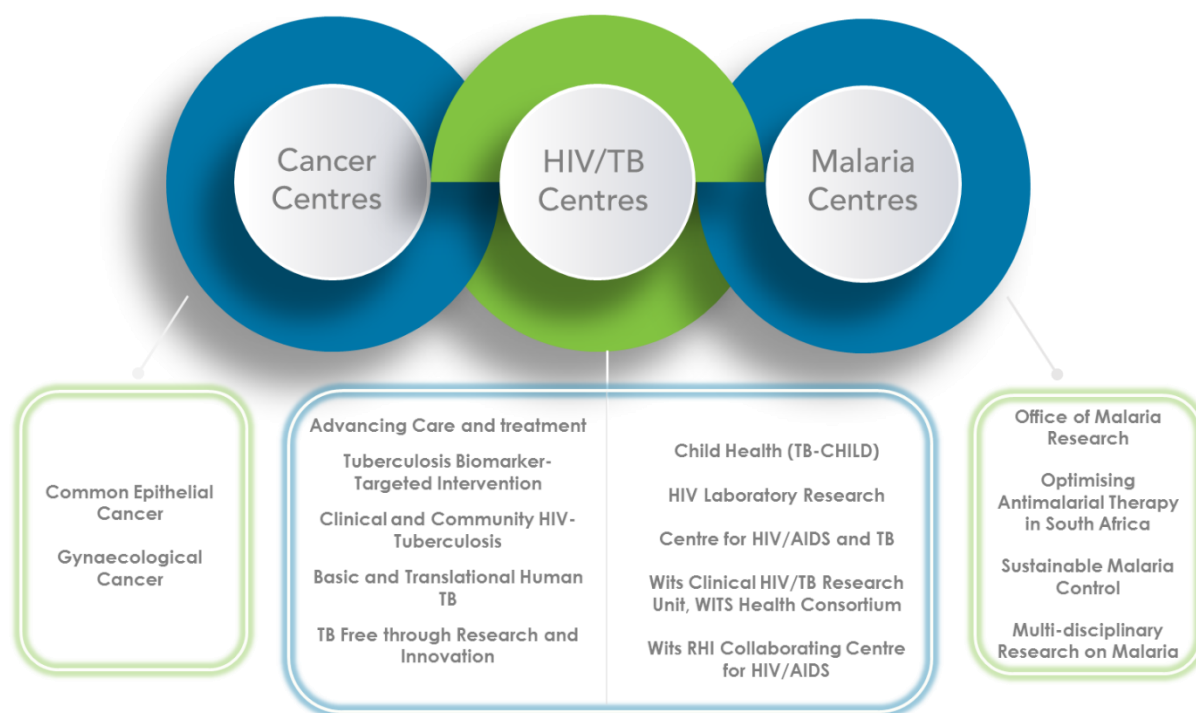 Cancer
Centres
HIV/TB
Centres
Malaria
Centres
Common Epithelial
Cancer
Gynaecological
Cancer
Advancing Care and treatment
Tuberculosis Biomarker-
Targeted Intervention
Clinical and Community HIV-
Tuberculosis
Basic and Translational Human
TB
TB Free through Research and
Innovation
Child Health (TB-CHILD)
HIV Laboratory Research
Centre for HIV/AIDS and TB
Wits Clinical HIV/TB Research
Unit, WITS Health Consortium
Wits RHI Collaborating Centre
for HIV/AIDS
Office of Malaria
Research
Optimising
Antimalarial Therapy
in South Africa
Sustainable Malaria
Control
Multi-disciplinary
Research on Malaria